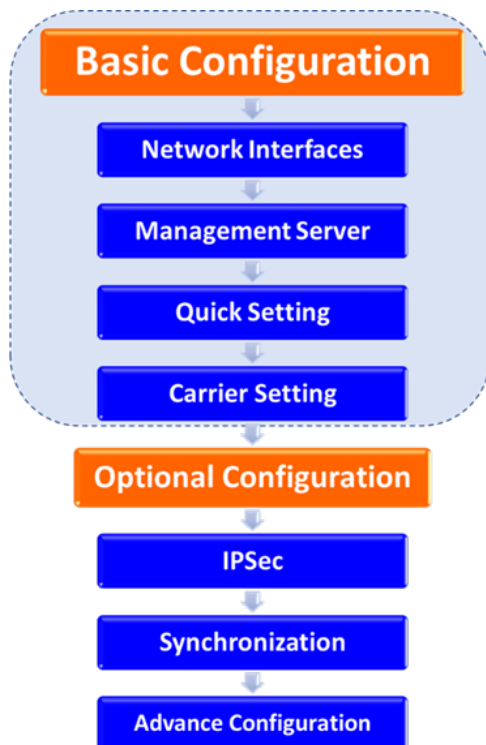 Basic Configuration
Network Interfaces
Management Server
Quick Setting
Carrier Setting
Optional Configuration
IPSec
Synchronization
Advance Configuration